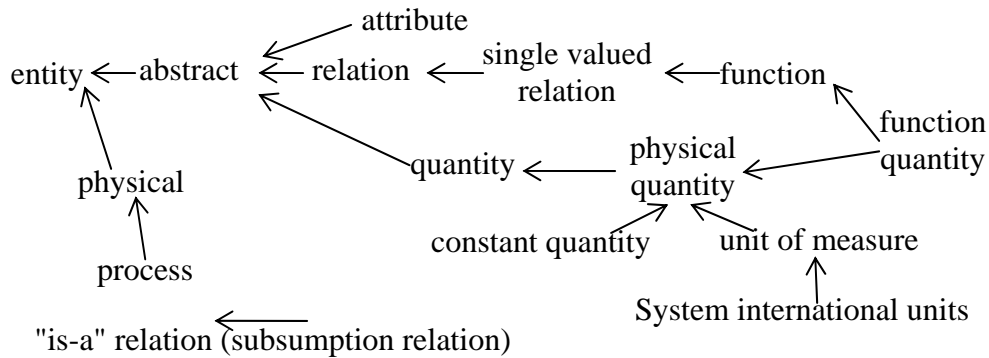 attribute
entity
abstract
relation
single valued
relation
function
function
quantity
physical
quantity
physical
quantity
constant quantity
unit of measure
process
System international units
"is-a" relation (subsumption relation)